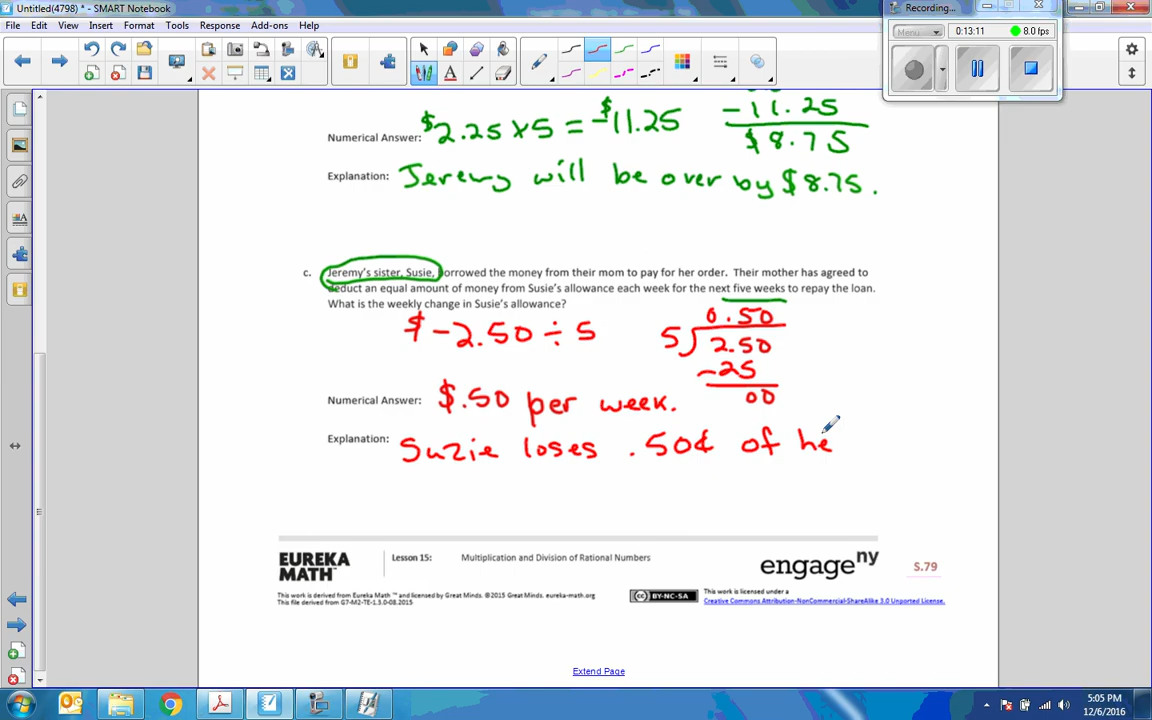 Untitled(4798) * - SMART Notebook
Recording...
File Edit View Insert Format Tools Response Add-ons Help
Menu 0:13:11 8.0 fps
-11.25
Numerical Answer: $2.25 x 5 = -$11.25
$8.75
Explanation: Jeremy will be over by $8.75.
c. Jeremy's sister, Susie, borrowed the money from their mom to pay for her order. Their mother has agreed to
deduct an equal amount of money from Susie's allowance each week for the next five weeks to repay the loan.
What is the weekly change in Susie's allowance?
0.50
$-2.50 ÷ 5 5 2.50
-25
00
Numerical Answer: $.50 per week.
Explanation: Suzie loses .50¢ of he
EUREKA MATH™
Lesson 15: Multiplication and Division of Rational Numbers
engageny
S.79
This work is derived from Eureka Math ™ and licensed by Great Minds. ©2015 Great Minds. eureka-math.org
This file derived from G7-M2-TE-1.3.0-08.2015
CC BY-NC-SA
This work is licensed under a
Creative Commons Attribution-NonCommercial-ShareAlike 3.0 Unported License.
Extend Page
5:05 PM
12/6/2016